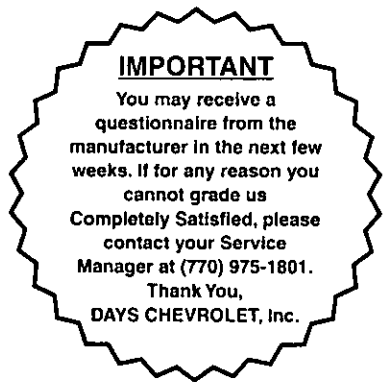 IMPORTANT
You may receive a
questionnaire from the
manufacturer in the next few
weeks. If for any reason you
cannot grade us
Completely Satisfied, please
contact your Service
Manager at (770) 975-1801.
Thank You,
DAYS CHEVROLET, Inc.